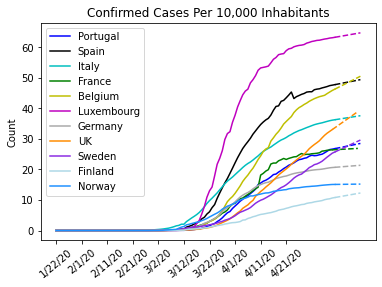 Confirmed Cases Per 10,000 Inhabitants
Count
60
50
40
30
20
10
0
Portugal
Spain
Italy
France
Belgium
Luxembourg
Germany
UK
Sweden
Finland
Norway
1/22/20
2/1/20
2/11/20
2/21/20
3/2/20
3/12/20
3/22/20
4/1/20
4/11/20
4/21/20